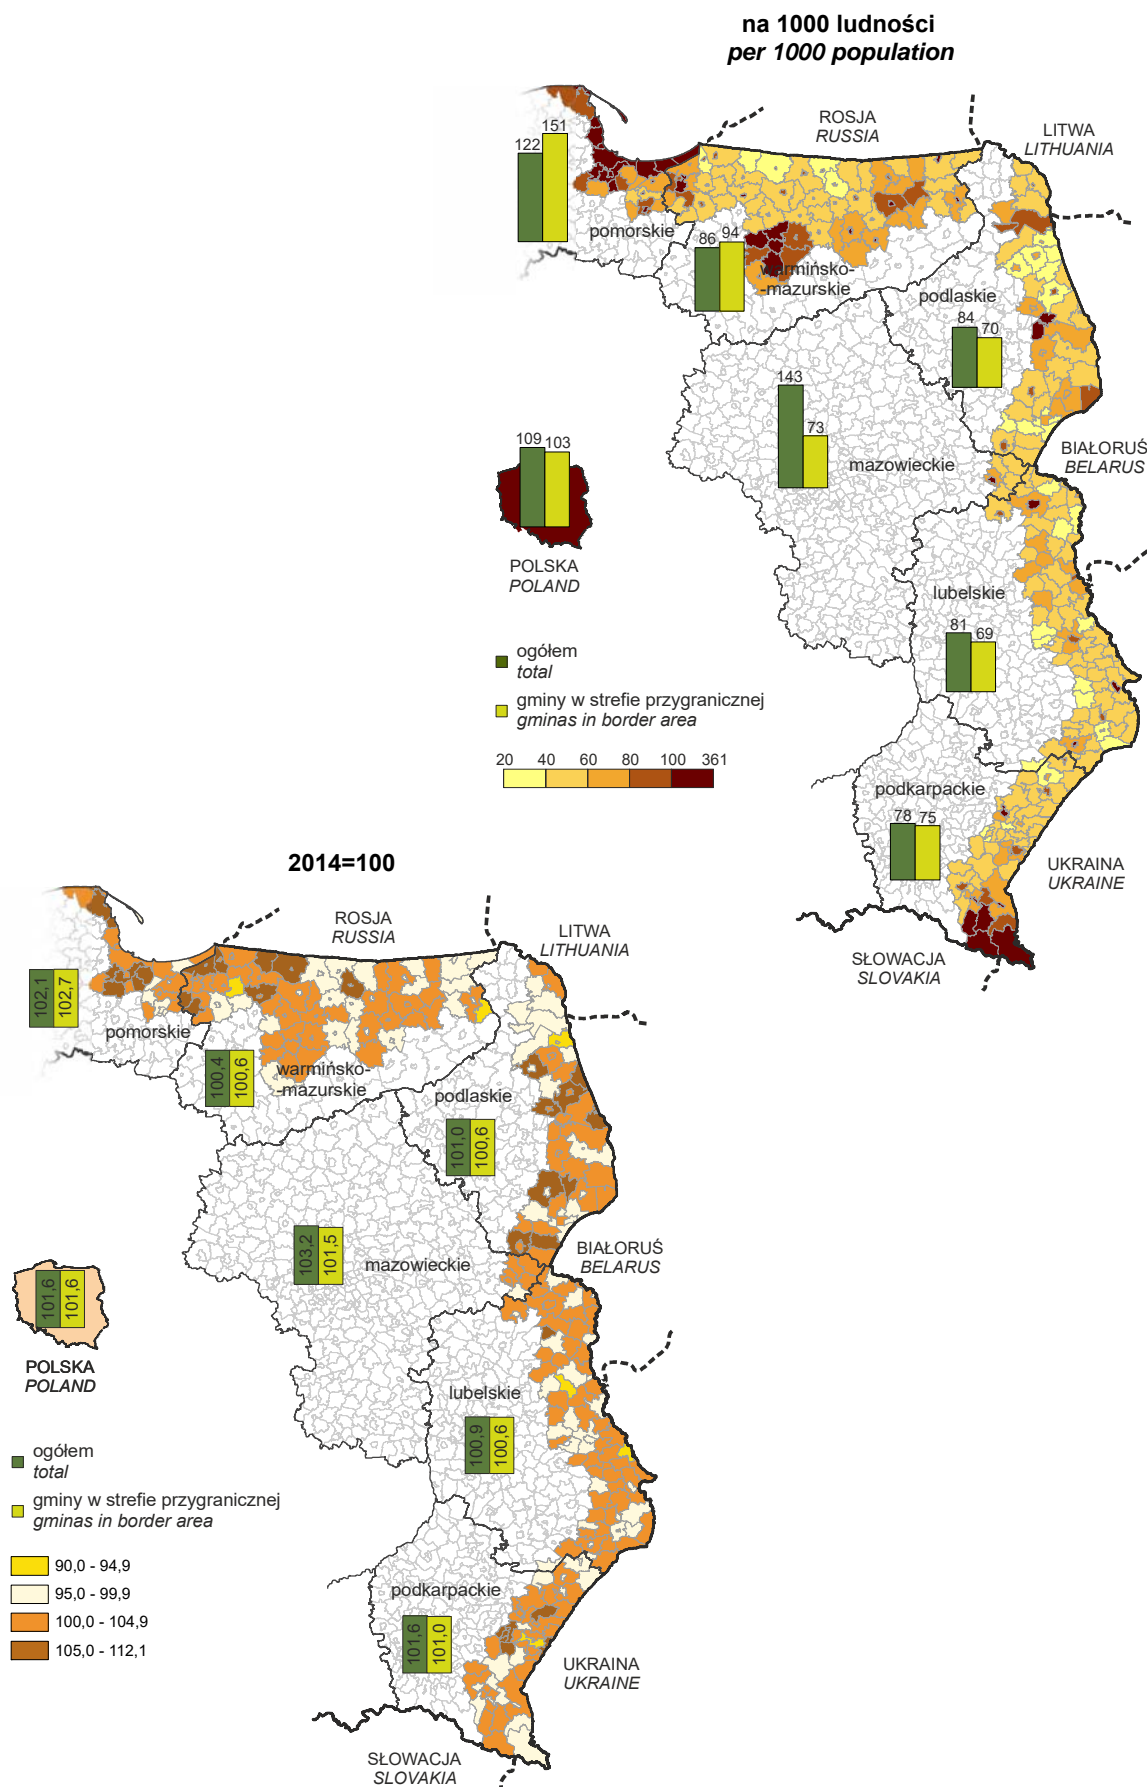 na 1000 ludności
per 1000 population
ROSJA
RUSSIA
LITWA
LITHUANIA
122
151
pomorskie
86
94
warmińsko-
-mazurskie
podlaskie
84
70
143
73
mazowieckie
BIAŁORUŚ
BELARUS
109
103
POLSKA
POLAND
lubelskie
81
69
ogółem
total
gminy w strefie przygranicznej
gminas in border area
20 40 60 80 100 361
podkarpackie
78
75
UKRAINA
UKRAINE
SŁOWACJA
SLOVAKIA
2014=100
ROSJA
RUSSIA
LITWA
LITHUANIA
102,1
102,7
pomorskie
100,4
100,6
warmińsko-
-mazurskie
podlaskie
101,0
100,6
103,2
101,5
mazowieckie
BIAŁORUŚ
BELARUS
101,6
101,6
POLSKA
POLAND
lubelskie
100,9
100,6
ogółem
total
gminy w strefie przygranicznej
gminas in border area
90,0 - 94,9
95,0 - 99,9
100,0 - 104,9
105,0 - 112,1
podkarpackie
101,6
101,0
UKRAINA
UKRAINE
SŁOWACJA
SLOVAKIA